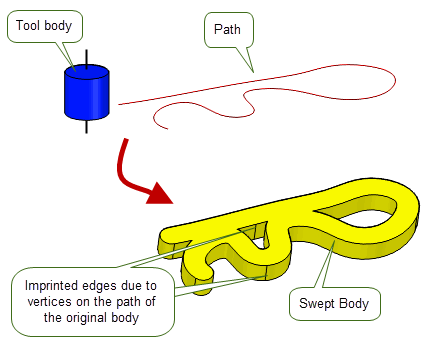 Tool body
Path
Imprinted edges due to
vertices on the path of
the original body
Swept Body